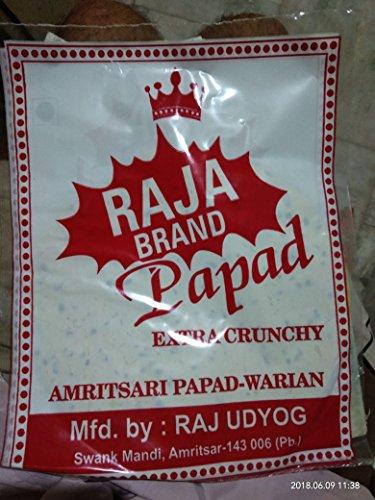 RAJA
BRAND
Papad
EXTRA CRUNCHY
AMRITSARI PAPAD-WARIAN
Mfd. by : RAJ UDYOG
Swank Mandi, Amritsar-143 006 (Pb.)
2018.06.09 11:38